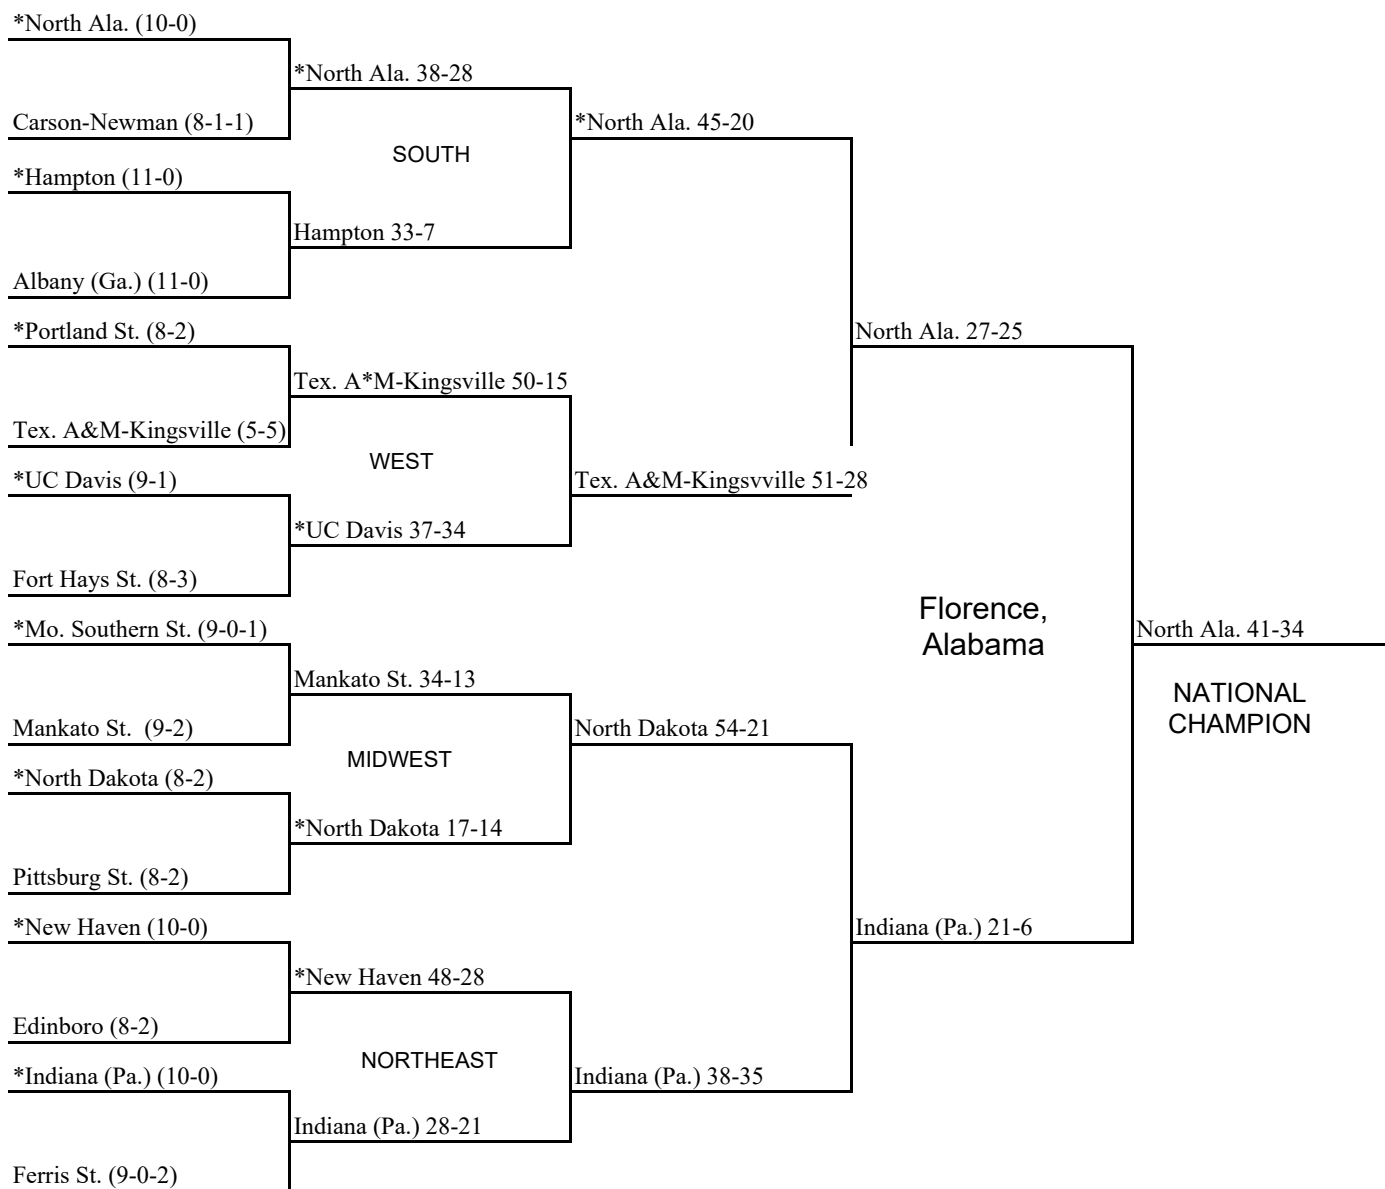 *North Ala. (10-0)
*North Ala. 38-28
Carson-Newman (8-1-1)
*North Ala. 45-20
SOUTH
*Hampton (11-0)
Hampton 33-7
Albany (Ga.) (11-0)
*Portland St. (8-2)
North Ala. 27-25
Tex. A*M-Kingsville 50-15
Tex. A&M-Kingsville (5-5)
WEST
*UC Davis (9-1)
Tex. A&M-Kingsvville 51-28
*UC Davis 37-34
Fort Hays St. (8-3)
Florence,
Alabama
*Mo. Southern St. (9-0-1)
North Ala. 41-34
Mankato St. 34-13
NATIONAL
CHAMPION
Mankato St.  (9-2)
North Dakota 54-21
MIDWEST
*North Dakota (8-2)
*North Dakota 17-14
Pittsburg St. (8-2)
*New Haven (10-0)
Indiana (Pa.) 21-6
*New Haven 48-28
Edinboro (8-2)
NORTHEAST
*Indiana (Pa.) (10-0)
Indiana (Pa.) 38-35
Indiana (Pa.) 28-21
Ferris St. (9-0-2)